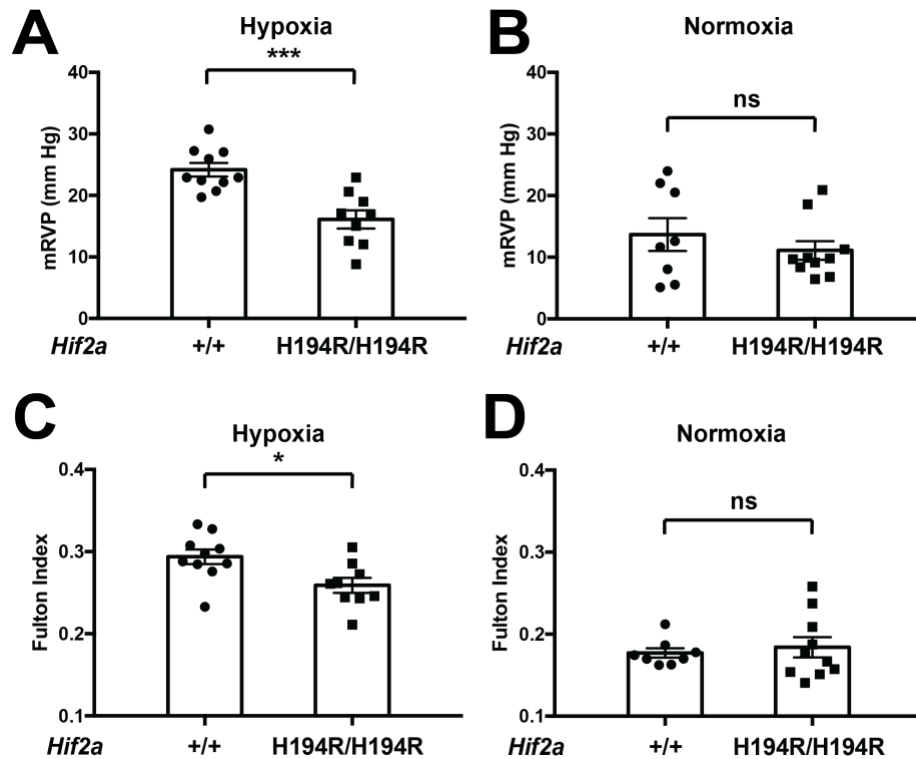 A
Hypoxia
***
40
30
20
10
0
mRVP (mm Hg)
Hif2a +/+ H194R/H194R
B
Normoxia
ns
40
30
20
10
0
mRVP (mm Hg)
+/+ H194R/H194R
C
Hypoxia
*
0.4
0.3
0.2
0.1
Fulton Index
Hif2a +/+ H194R/H194R
D
Normoxia
ns
0.4
0.3
0.2
0.1
Fulton Index
Hif2a +/+ H194R/H194R